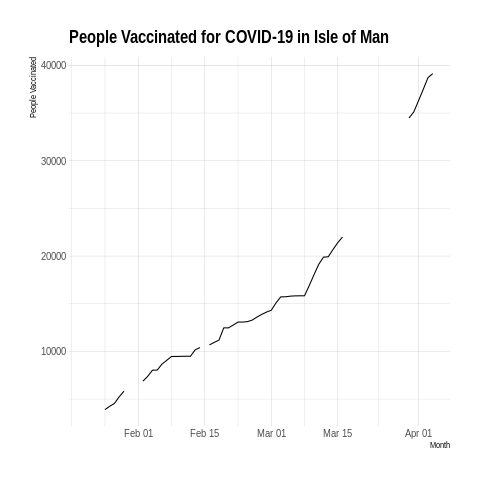 People Vaccinated for COVID-19 in Isle of Man
People Vaccinated
40000
30000
20000
10000
Feb 01 Feb 15 Mar 01 Mar 15 Apr 01
Month